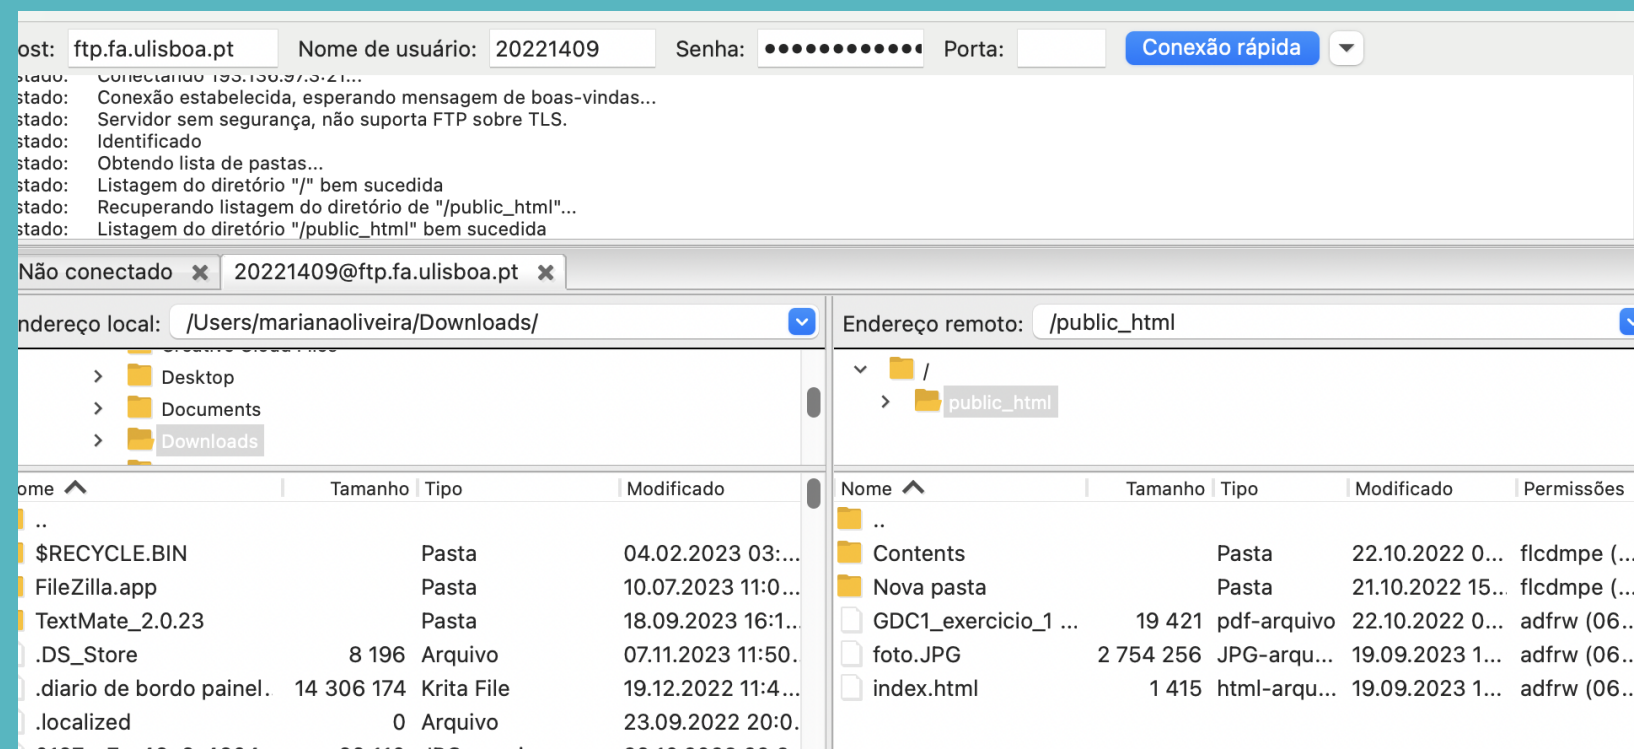 ost: ftp.fa.ulisboa.pt Nome de usuário: 20221409 Senha: ●●●●●●●●●●●● Porta: Conexão rápida
stado: Conectando 193.136.97.3:21...
stado: Conexão estabelecida, esperando mensagem de boas-vindas...
stado: Servidor sem segurança, não suporta FTP sobre TLS.
stado: Identificado
stado: Obtendo lista de pastas...
stado: Listagem do diretório "/" bem sucedida
stado: Recuperando listagem do diretório de "/public_html"...
stado: Listagem do diretório "/public_html" bem sucedida
Não conectado 20221409@ftp.fa.ulisboa.pt
ndereço local: /Users/marianaoliveira/Downloads/
Creative Cloud Files
Desktop
Documents
Downloads
ome Tamanho Tipo Modificado
..
$RECYCLE.BIN Pasta 04.02.2023 03:...
FileZilla.app Pasta 10.07.2023 11:0...
TextMate_2.0.23 Pasta 18.09.2023 16:1...
.DS_Store 8 196 Arquivo 07.11.2023 11:50.
.diario de bordo painel. 14 306 174 Krita File 19.12.2022 11:4...
.localized 0 Arquivo 23.09.2022 20:0.
Endereço remoto: /public_html
/
public_html
Nome Tamanho Tipo Modificado Permissões
..
Contents Pasta 22.10.2022 0... flcdmpe (...
Nova pasta Pasta 21.10.2022 15... flcdmpe (...
GDC1_exercicio_1 ... 19 421 pdf-arquivo 22.10.2022 0... adfrw (06...
foto.JPG 2 754 256 JPG-arqu... 19.09.2023 1... adfrw (06...
index.html 1 415 html-arqu... 19.09.2023 1... adfrw (06...